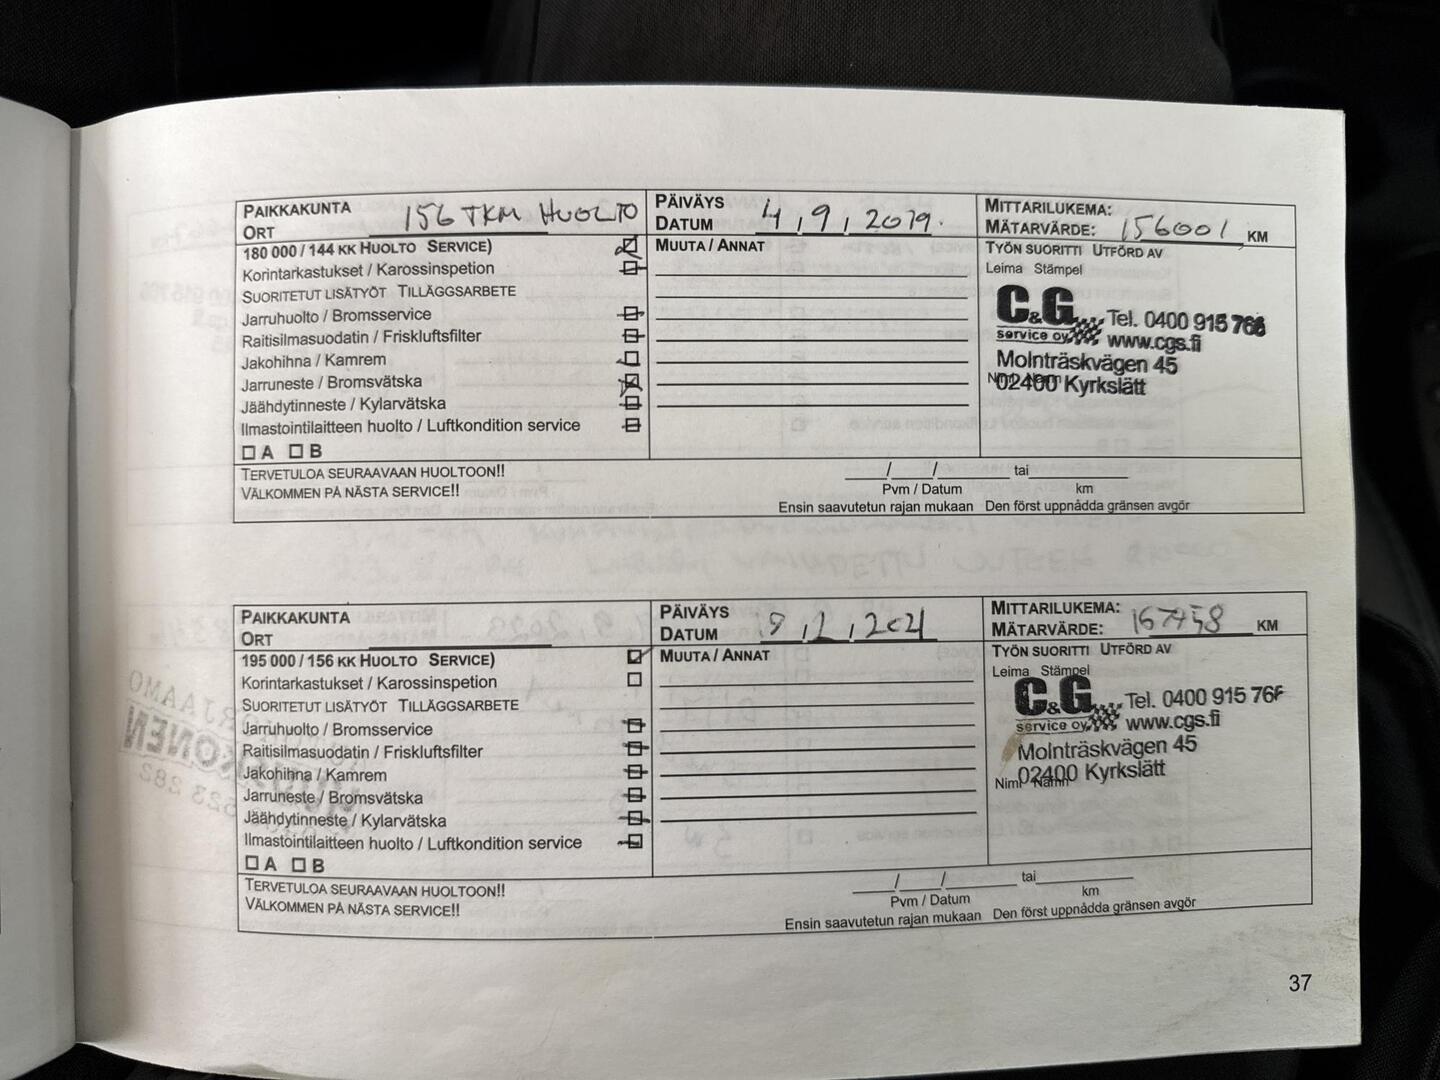 PAIKKAKUNTA
ORT 156 TKM HUOLTO
PÄIVÄYS
DATUM 4, 9, 2019.
MITTARILUKEMA:
MÄTARVÄRDE: 156001 KM
180 000 / 144 KK HUOLTO SERVICE)
Korintarkastukset / Karossinspetion
SUORITETUT LISÄTYÖT TILLÄGGSARBETE
Jarruhuolto / Bromsservice
Raitisilmasuodatin / Friskluftsfilter
Jakohihna / Kamrem
Jarruneste / Bromsvätska
Jäähdytinneste / Kylarvätska
Ilmastointilaitteen huolto / Luftkondition service
A B
MUUTA / ANNAT
TYÖN SUORITTI UTFÖRD AV
Leima Stämpel
C&G Tel. 0400 915 766
service oy www.cgs.fi
Molnträskvägen 45
02400 Kyrkslätt
Nimi Namn
TERVETULOA SEURAAVAAN HUOLTOON!!
VÄLKOMMEN PÅ NÄSTA SERVICE!!
/ / tai
Pvm / Datum km
Ensin saavutetun rajan mukaan Den först uppnådda gränsen avgör
PAIKKAKUNTA
ORT
PÄIVÄYS
DATUM
MITTARILUKEMA:
MÄTARVÄRDE: KM
195 000 / 156 KK HUOLTO SERVICE)
Korintarkastukset / Karossinspetion
SUORITETUT LISÄTYÖT TILLÄGGSARBETE
Jarruhuolto / Bromsservice
Raitisilmasuodatin / Friskluftsfilter
Jakohihna / Kamrem
Jarruneste / Bromsvätska
Jäähdytinneste / Kylarvätska
Ilmastointilaitteen huolto / Luftkondition service
A B
MUUTA / ANNAT
TYÖN SUORITTI UTFÖRD AV
Leima Stämpel
C&G Tel. 0400 915 766
service oy www.cgs.fi
Molnträskvägen 45
02400 Kyrkslätt
Nimi Namn
TERVETULOA SEURAAVAAN HUOLTOON!!
VÄLKOMMEN PÅ NÄSTA SERVICE!!
/ / tai
Pvm / Datum km
Ensin saavutetun rajan mukaan Den först uppnådda gränsen avgör
37